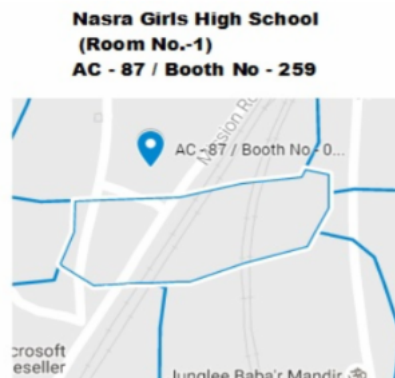 Nasra Girls High School
(Room No.-1)
AC - 87 / Booth No - 259
Mission Ro
AC - 87 / Booth No - 0...
crosoft
eseller
Junglee Baba'r Mandir